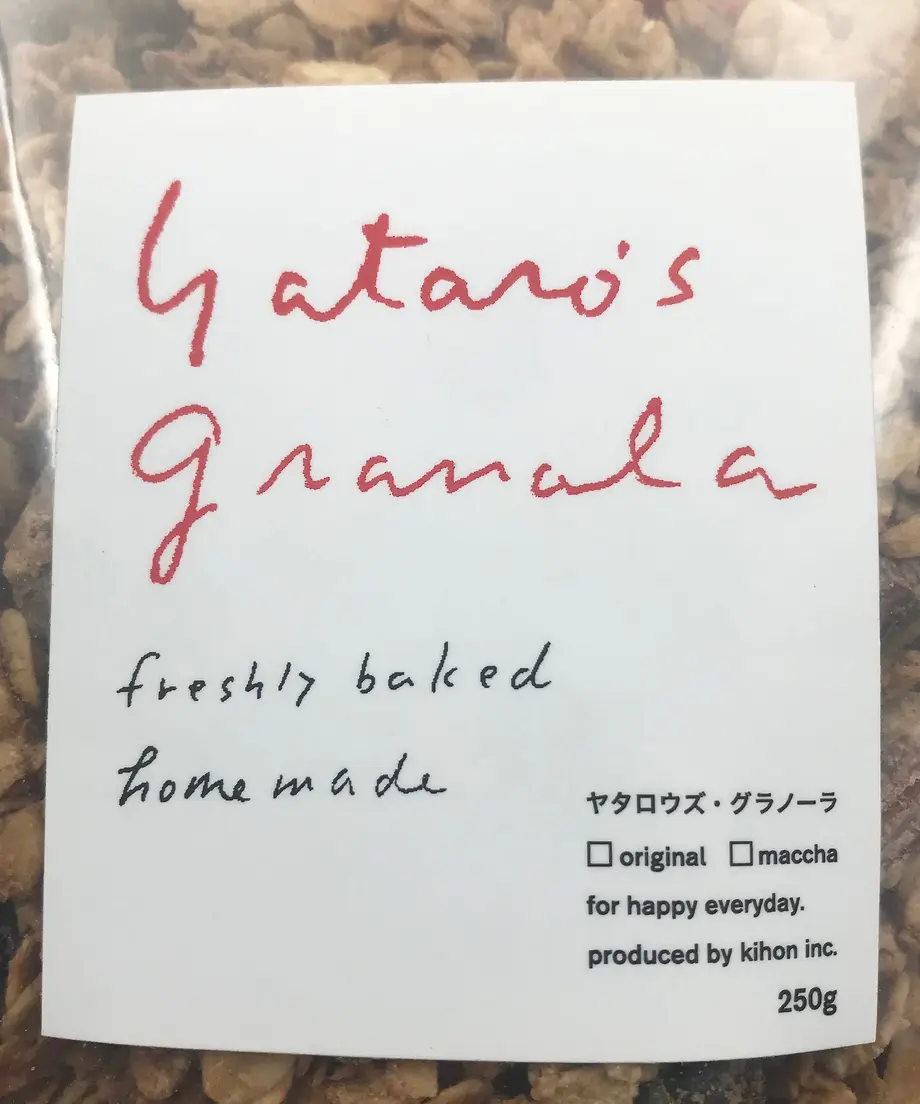 Yataro's
Granola
freshly baked
homemade
ヤタロウズ・グラノーラ
☐ original ☐ maccha
for happy everyday.
produced by kihon inc.
250g